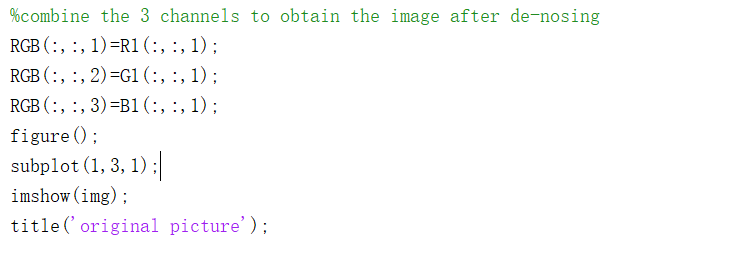 %combine the 3 channels to obtain the image after de-nosing
RGB(:,:,1)=R1(:,:,1);
RGB(:,:,2)=G1(:,:,1);
RGB(:,:,3)=B1(:,:,1);
figure();
subplot(1,3,1);
imshow(img);
title('original picture');